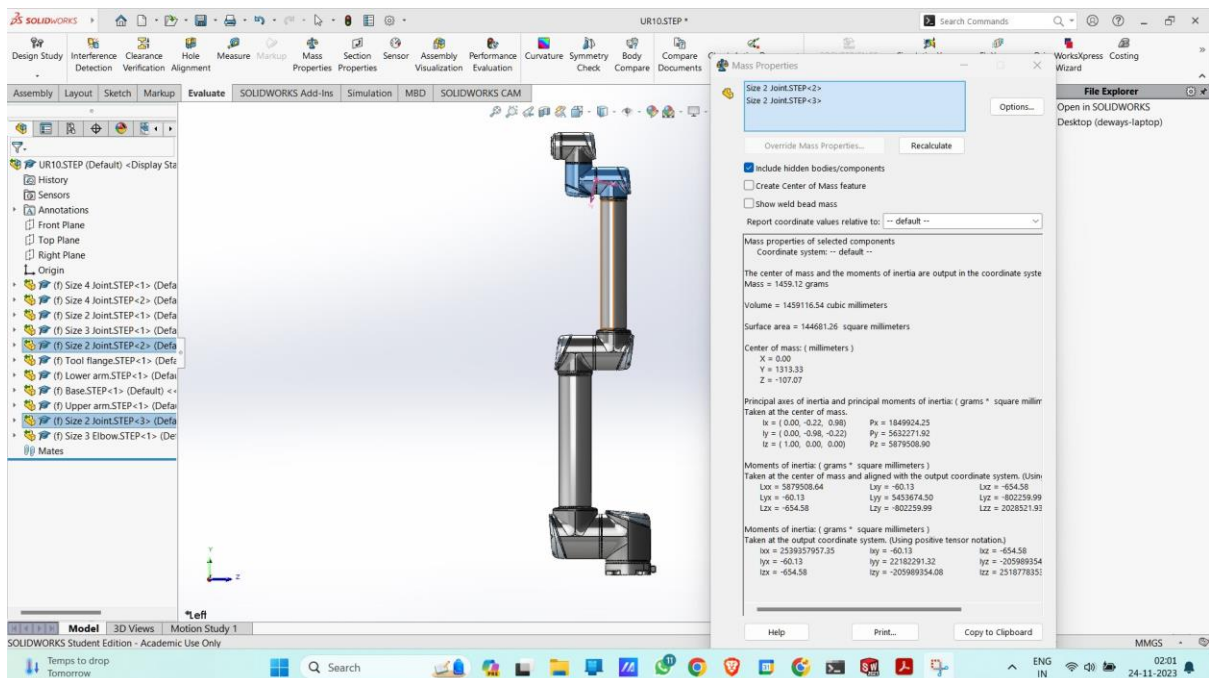 SOLIDWORKS
UR10.STEP *
Search Commands
Design Study
Interference Detection
Clearance Verification
Hole Alignment
Measure
Markup
Mass Properties
Section Properties
Sensor
Assembly Visualization
Performance Evaluation
Curvature
Symmetry Check
Body Compare
Compare Documents
WorksXpress Wizard
Costing
Assembly Layout Sketch Markup Evaluate SOLIDWORKS Add-Ins Simulation MBD SOLIDWORKS CAM
UR10.STEP (Default) <Display Sta
History
Sensors
Annotations
Front Plane
Top Plane
Right Plane
Origin
(f) Size 4 Joint.STEP<1> (Defa
(f) Size 4 Joint.STEP<2> (Defa
(f) Size 2 Joint.STEP<1> (Defa
(f) Size 3 Joint.STEP<1> (Defa
(f) Size 2 Joint.STEP<2> (Defa
(f) Tool flange.STEP<1> (Defa
(f) Lower arm.STEP<1> (Defau
(f) Base.STEP<1> (Default) <<
(f) Upper arm.STEP<1> (Defau
(f) Size 2 Joint.STEP<3> (Defa
(f) Size 3 Elbow.STEP<1> (De
Mates
Y
Z
*Left
Mass Properties
Size 2 Joint.STEP<2>
Size 2 Joint.STEP<3>
Options...
Override Mass Properties...
Recalculate
Include hidden bodies/components
Create Center of Mass feature
Show weld bead mass
Report coordinate values relative to: -- default --
Mass properties of selected components
Coordinate system: -- default --
The center of mass and the moments of inertia are output in the coordinate syste
Mass = 1459.12 grams
Volume = 1459116.54 cubic millimeters
Surface area = 144681.26 square millimeters
Center of mass: ( millimeters )
X = 0.00
Y = 1313.33
Z = -107.07
Principal axes of inertia and principal moments of inertia: ( grams * square millim
Taken at the center of mass.
Ix = ( 0.00, -0.22, 0.98) Px = 1849924.25
Iy = ( 0.00, -0.98, -0.22) Py = 5632271.92
Iz = ( 1.00, 0.00, 0.00) Pz = 5879508.90
Moments of inertia: ( grams * square millimeters )
Taken at the center of mass and aligned with the output coordinate system. (Using
Lxx = 5879508.64 Lxy = -60.13 Lxz = -654.58
Lyx = -60.13 Lyy = 5453674.50 Lyz = -802259.99
Lzx = -654.58 Lzy = -802259.99 Lzz = 2028521.93
Moments of inertia: ( grams * square millimeters )
Taken at the output coordinate system. (Using positive tensor notation.)
Ixx = 2539357957.35 Ixy = -60.13 Ixz = -654.58
Iyx = -60.13 Iyy = 22182291.32 Iyz = -205989354
Izx = -654.58 Izy = -205989354.08 Izz = 2518778353
Help
Print...
Copy to Clipboard
File Explorer
Open in SOLIDWORKS
Desktop (deways-laptop)
Model 3D Views Motion Study 1
SOLIDWORKS Student Edition - Academic Use Only
MMGS
Temps to drop
Tomorrow
Search
11
ENG
IN
02:01
24-11-2023